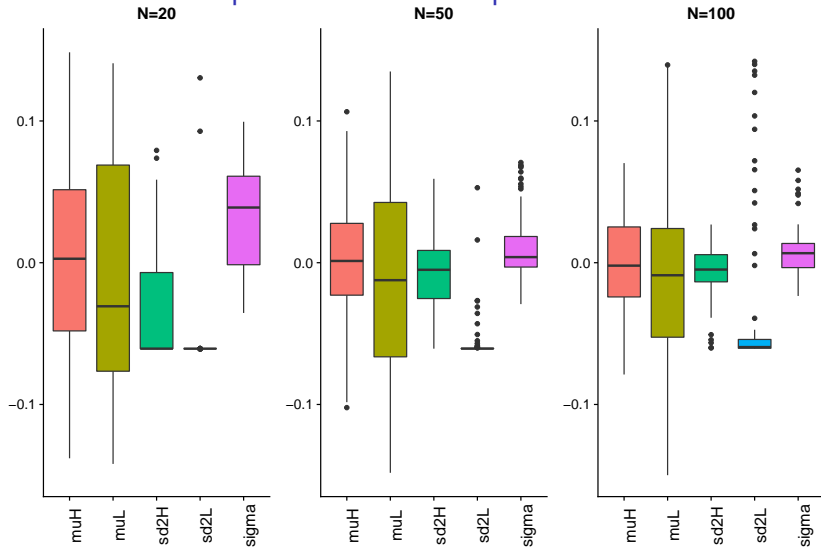 N=20 N=50 N=100
0.1 0.1 0.1
0.0 0.0 0.0
−0.1 −0.1 −0.1
muH muL sd2H sd2L sigma muH muL sd2H sd2L sigma muH muL sd2H sd2L sigma